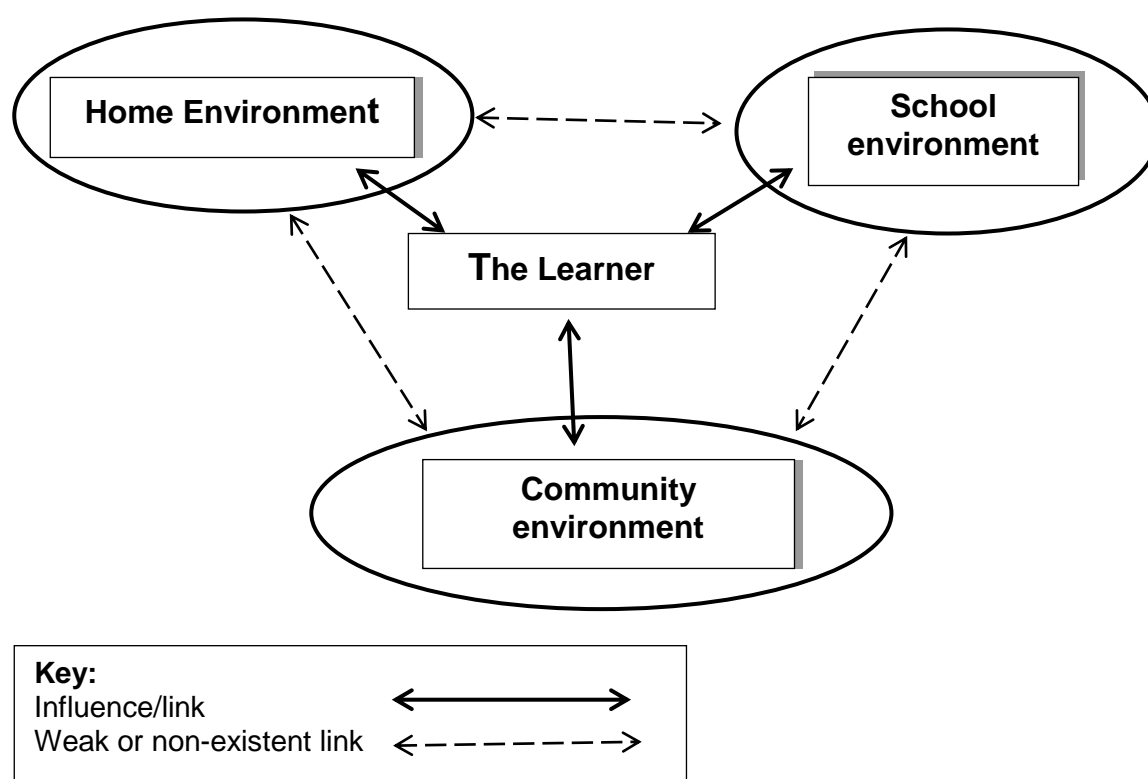 Home Environment
School
environment
The Learner
Community
environment
Key:
Influence/link
Weak or non-existent link